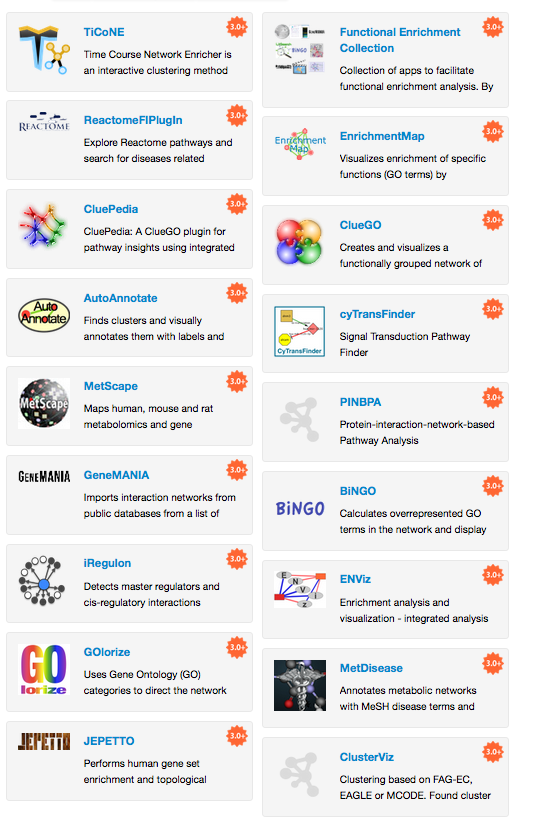 3.0+
TiCoNE
Time Course Network Enricher is
an interactive clustering method
3.0+
REACTOME
ReactomeFIPlugIn
Explore Reactome pathways and
search for diseases related
3.0+
CluePedia
CluePedia: A ClueGO plugin for
pathway insights using integrated
3.0+
Auto
Annotate
AutoAnnotate
Finds clusters and visually
annotates them with labels and
3.0+
MetScape
MetScape
Maps human, mouse and rat
metabolomics and gene
3.0+
GENEMANIA
GeneMANIA
Imports interaction networks from
public databases from a list of
3.0+
iRegulon
Detects master regulators and
cis-regulatory interactions
3.0+
GO
lorize
GOlorize
Uses Gene Ontology (GO)
categories to direct the network
3.0+
JEPETTO
JEPETTO
Performs human gene set
enrichment and topological
3.0+
Functional Enrichment
Collection
Collection of apps to facilitate
functional enrichment analysis. By
3.0+
Enrichment
Map
EnrichmentMap
Visualizes enrichment of specific
functions (GO terms) by
3.0+
ClueGO
Creates and visualizes a
functionally grouped network of
3.0+
CyTransFinder
cyTransFinder
Signal Transduction Pathway
Finder
3.0+
PINBPA
Protein-interaction-network-based
Pathway Analysis
3.0+
BiNGO
BiNGO
Calculates overrepresented GO
terms in the network and display
3.0+
E
N
V
i
z
ENViz
Enrichment analysis and
visualization - integrated analysis
3.0+
MetDisease
Annotates metabolic networks
with MeSH disease terms and
3.0+
ClusterViz
Clustering based on FAG-EC,
EAGLE or MCODE. Found cluster